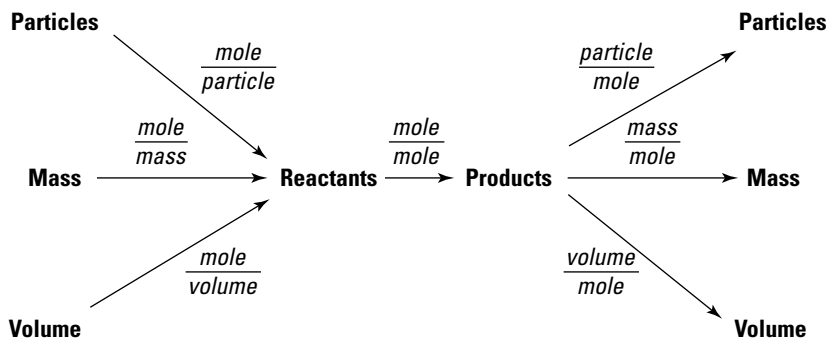 Particles
Particles
mole
particle
particle
mole
mole
mass
mole
mole
mass
mole
Mass
Reactants
Products
Mass
mole
volume
volume
mole
Volume
Volume